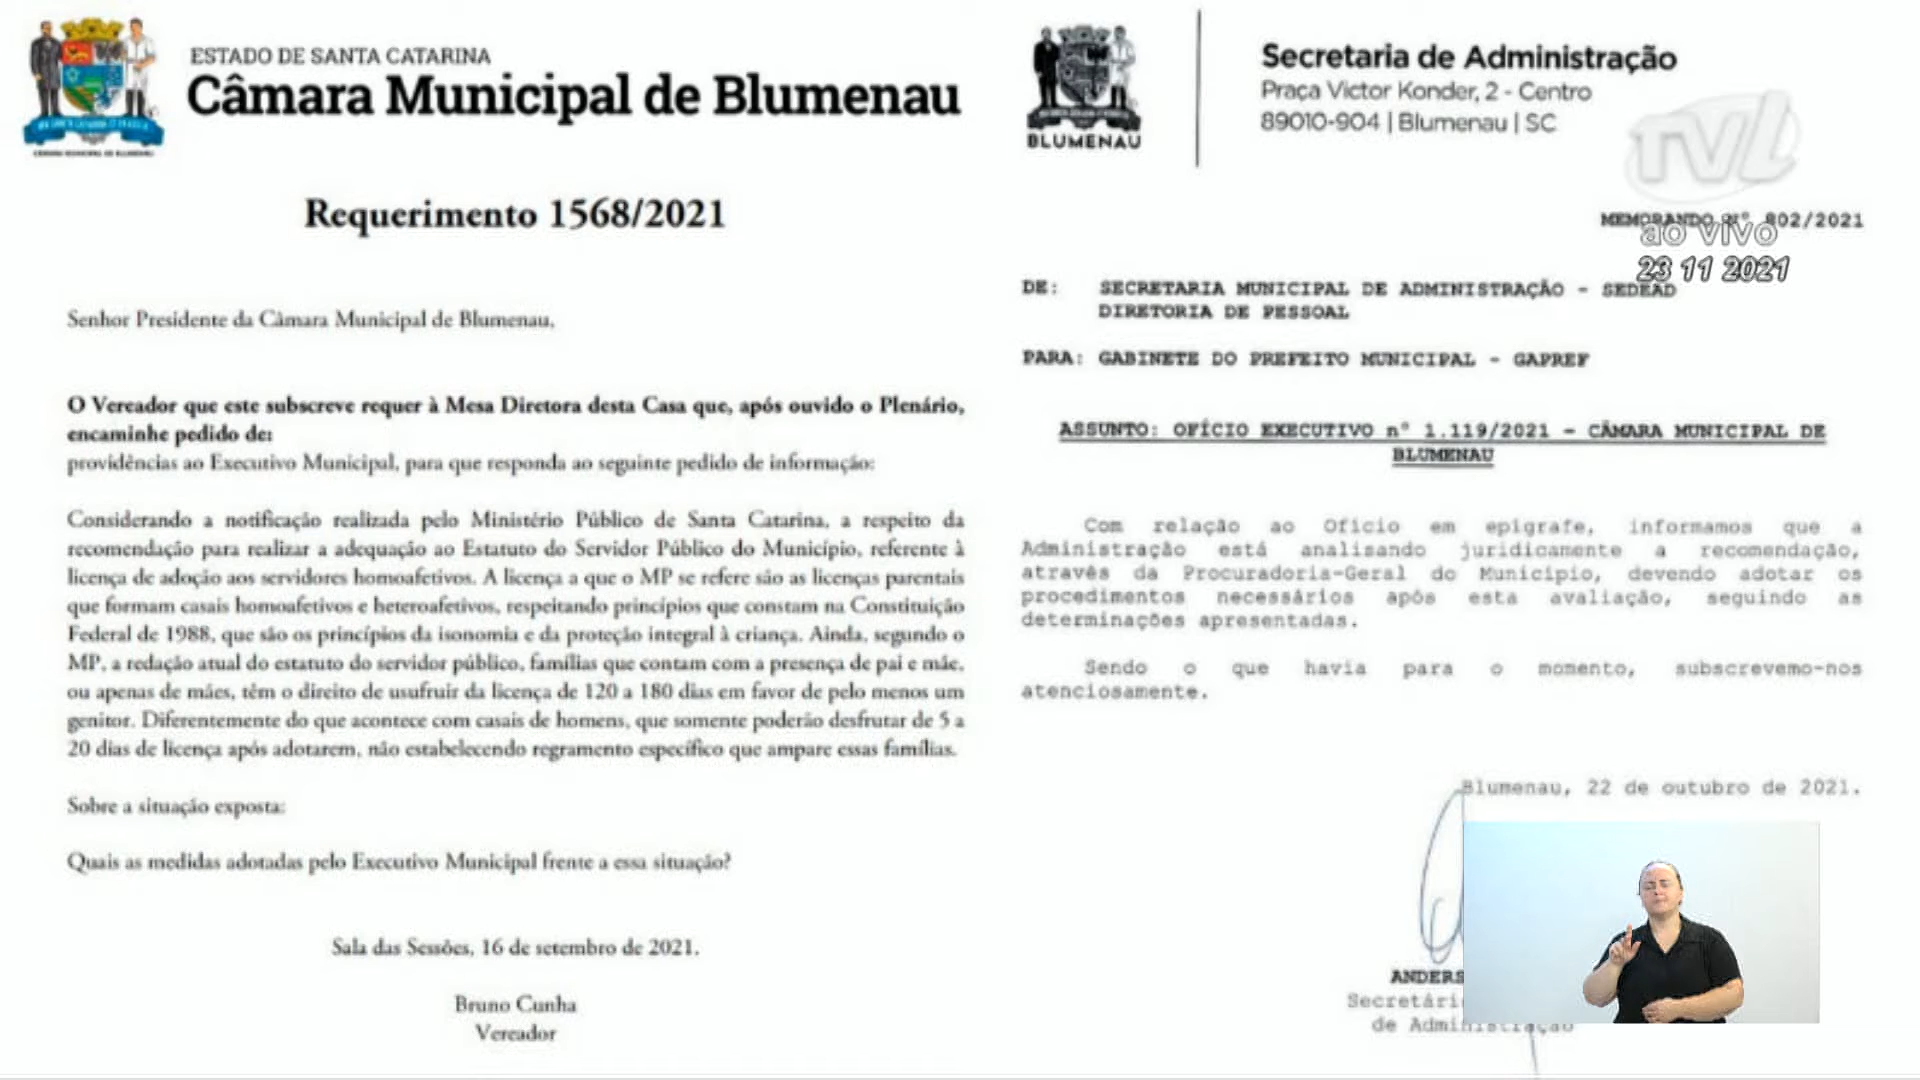 ESTADO DE SANTA CATARINA
Câmara Municipal de Blumenau
Requerimento 1568/2021
Senhor Presidente da Câmara Municipal de Blumenau,
O Vereador que este subscreve requer à Mesa Diretora desta Casa que, após ouvido o Plenário,
encaminhe pedido de:
providências ao Executivo Municipal, para que responda ao seguinte pedido de informação:
Considerando a notificação realizada pelo Ministério Público de Santa Catarina, a respeito da
recomendação para realizar a adequação ao Estatuto do Servidor Público do Município, referente à
licença de adoção aos servidores homoafetivos. A licença a que o MP se refere são as licenças parentais
que formam casais homoafetivos e heteroafetivos, respeitando princípios que constam na Constituição
Federal de 1988, que são os princípios da isonomia e da proteção integral à criança. Ainda, segundo o
MP, a redação atual do estatuto do servidor público, famílias que contam com a presença de pai e mãe,
ou apenas de mães, têm o direito de usufruir da licença de 120 a 180 dias em favor de pelo menos um
genitor. Diferentemente do que acontece com casais de homens, que somente poderão desfrutar de 5 a
20 dias de licença após adotarem, não estabelecendo regramento específico que ampare essas famílias.
Sobre a situação exposta:
Quais as medidas adotadas pelo Executivo Municipal frente a essa situação?
Sala das Sessões, 16 de setembro de 2021.
Bruno Cunha
Vereador
BLUMENAU
Secretaria de Administração
Praça Victor Konder, 2 - Centro
89010-904 | Blumenau | SC
TVL
MEMORANDO Nº 802/2021
ao vivo
23 11 2021
DE: SECRETARIA MUNICIPAL DE ADMINISTRAÇÃO - SEDEAD
DIRETORIA DE PESSOAL
PARA: GABINETE DO PREFEITO MUNICIPAL - GAPREF
ASSUNTO: OFÍCIO EXECUTIVO nº 1.119/2021 - CÂMARA MUNICIPAL DE
BLUMENAU
Com relação ao Ofício em epígrafe, informamos que a
Administração está analisando juridicamente a recomendação,
através da Procuradoria-Geral do Município, devendo adotar os
procedimentos necessários após esta avaliação, seguindo as
determinações apresentadas.
Sendo o que havia para o momento, subscrevemo-nos
atenciosamente.
Blumenau, 22 de outubro de 2021.
ANDERS
Secretári
de Administração